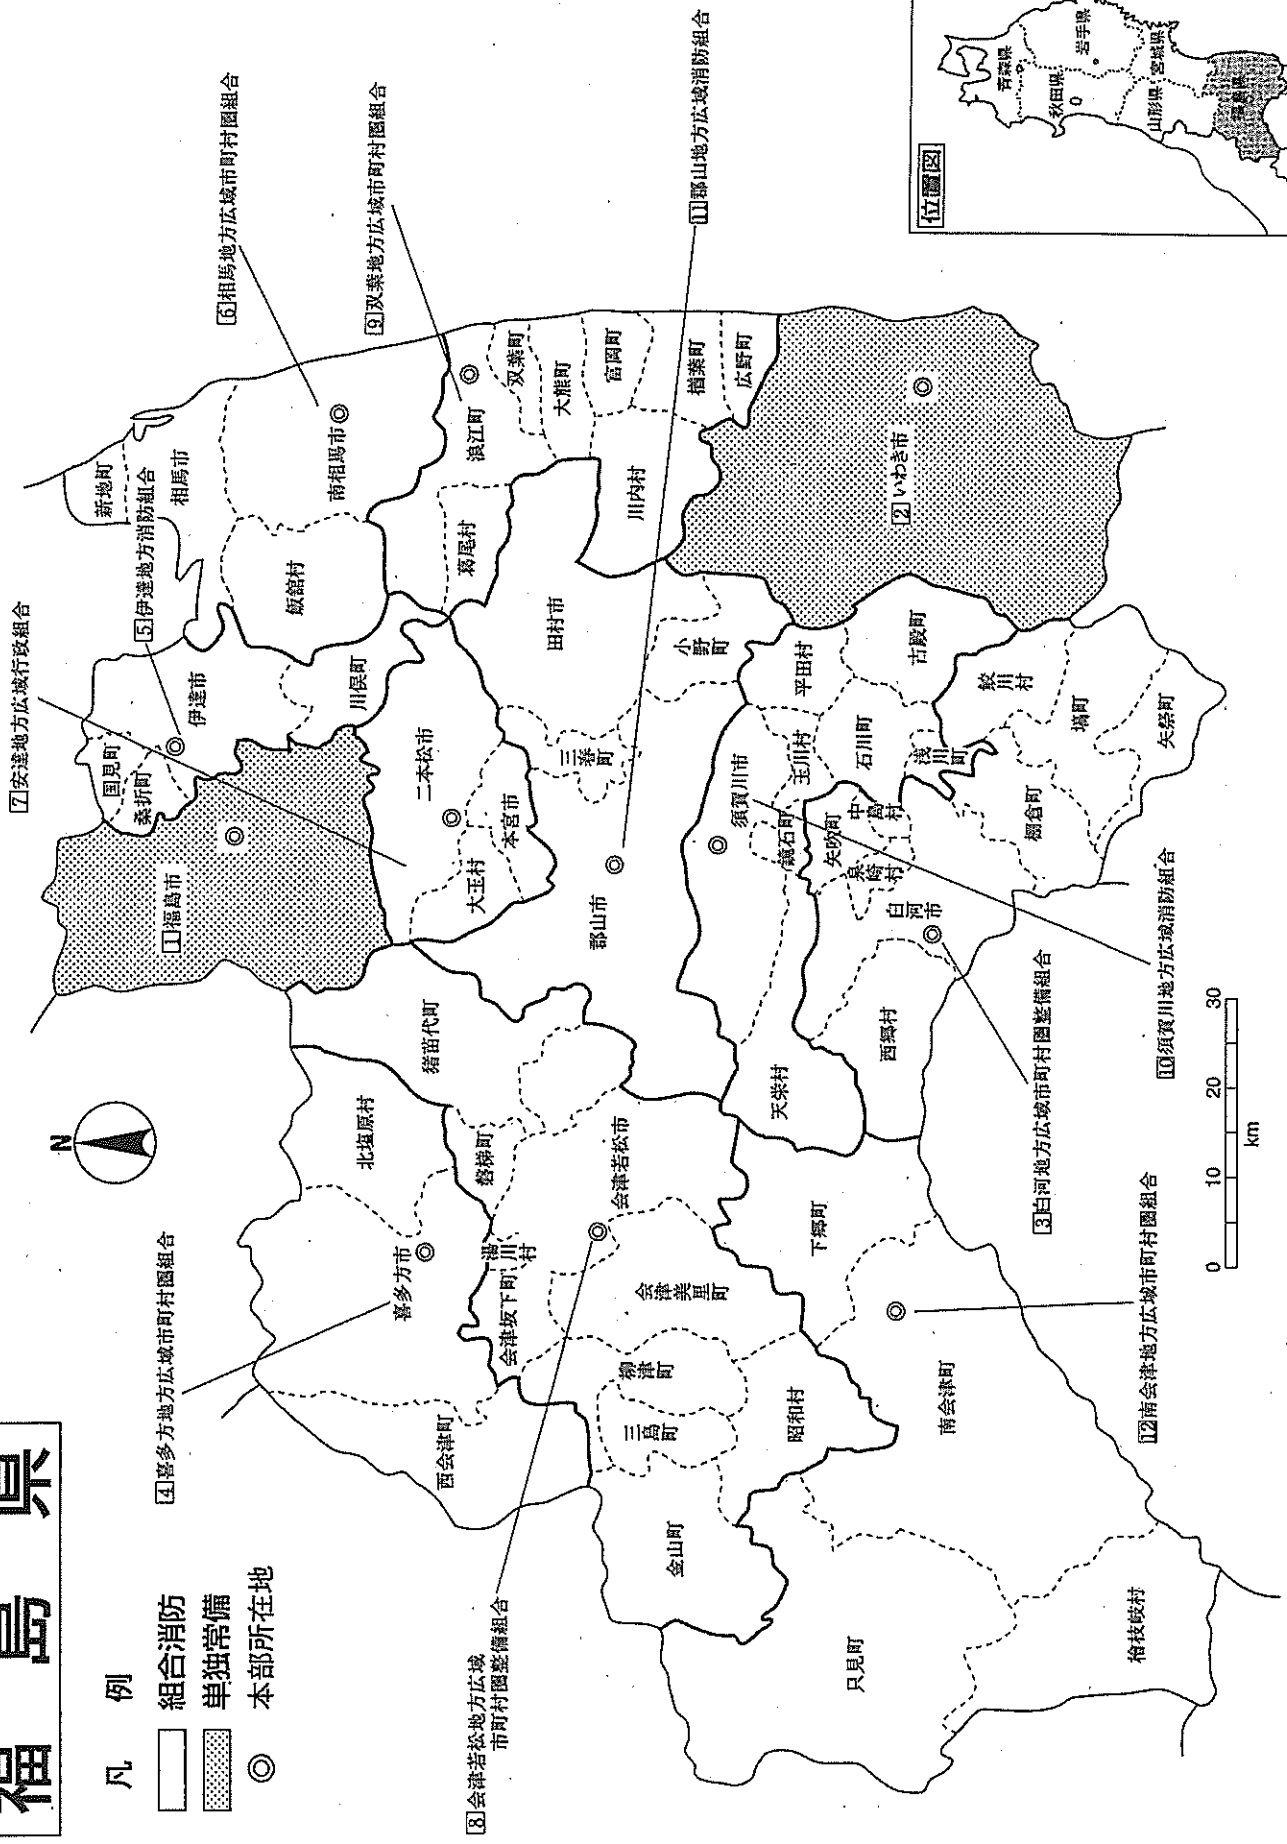 福島県
凡例
組合消防
単独常備
本部所在地
N
7安達地方広域行政組合
5伊達地方消防組合
6相馬地方広域市町村圏組合
9双葉地方広域市町村圏組合
11郡山地方広域消防組合
4喜多方地方広域市町村圏組合
8会津若松地方広域
市町村圏整備組合
12南会津地方広域市町村圏組合
3白河地方広域市町村圏整備組合
10須賀川地方広域消防組合
1福島市
2いわき市
新地町
相馬市
南相馬市
飯舘村
国見町
桑折町
伊達市
川俣町
二本松市
大玉村
本宮市
浪江町
葛尾村
双葉町
大熊町
富岡町
川内村
楢葉町
広野町
田村市
小野町
三春町
郡山市
猪苗代町
北塩原村
喜多方市
西会津町
磐梯町
湯川村
会津坂下町
会津若松市
会津美里町
柳津町
三島町
金山町
昭和村
只見町
南会津町
下郷町
檜枝岐村
天栄村
須賀川市
鏡石町
玉川村
平田村
石川町
古殿町
浅川町
西郷村
白河市
泉崎村
矢吹町
中島村
棚倉町
鮫川村
塙町
矢祭町
0 10 20 30
km
位置図
青森県
秋田県
岩手県
山形県
宮城県
福島県